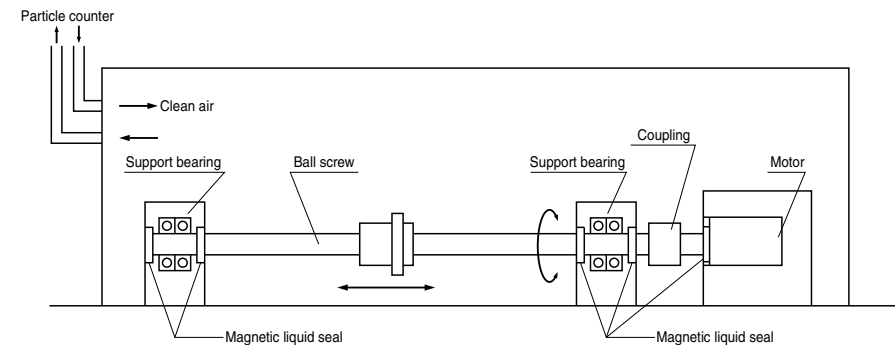 Particle counter
Clean air
Coupling
Support bearing
Ball screw
Support bearing
Motor
Magnetic liquid seal
Magnetic liquid seal